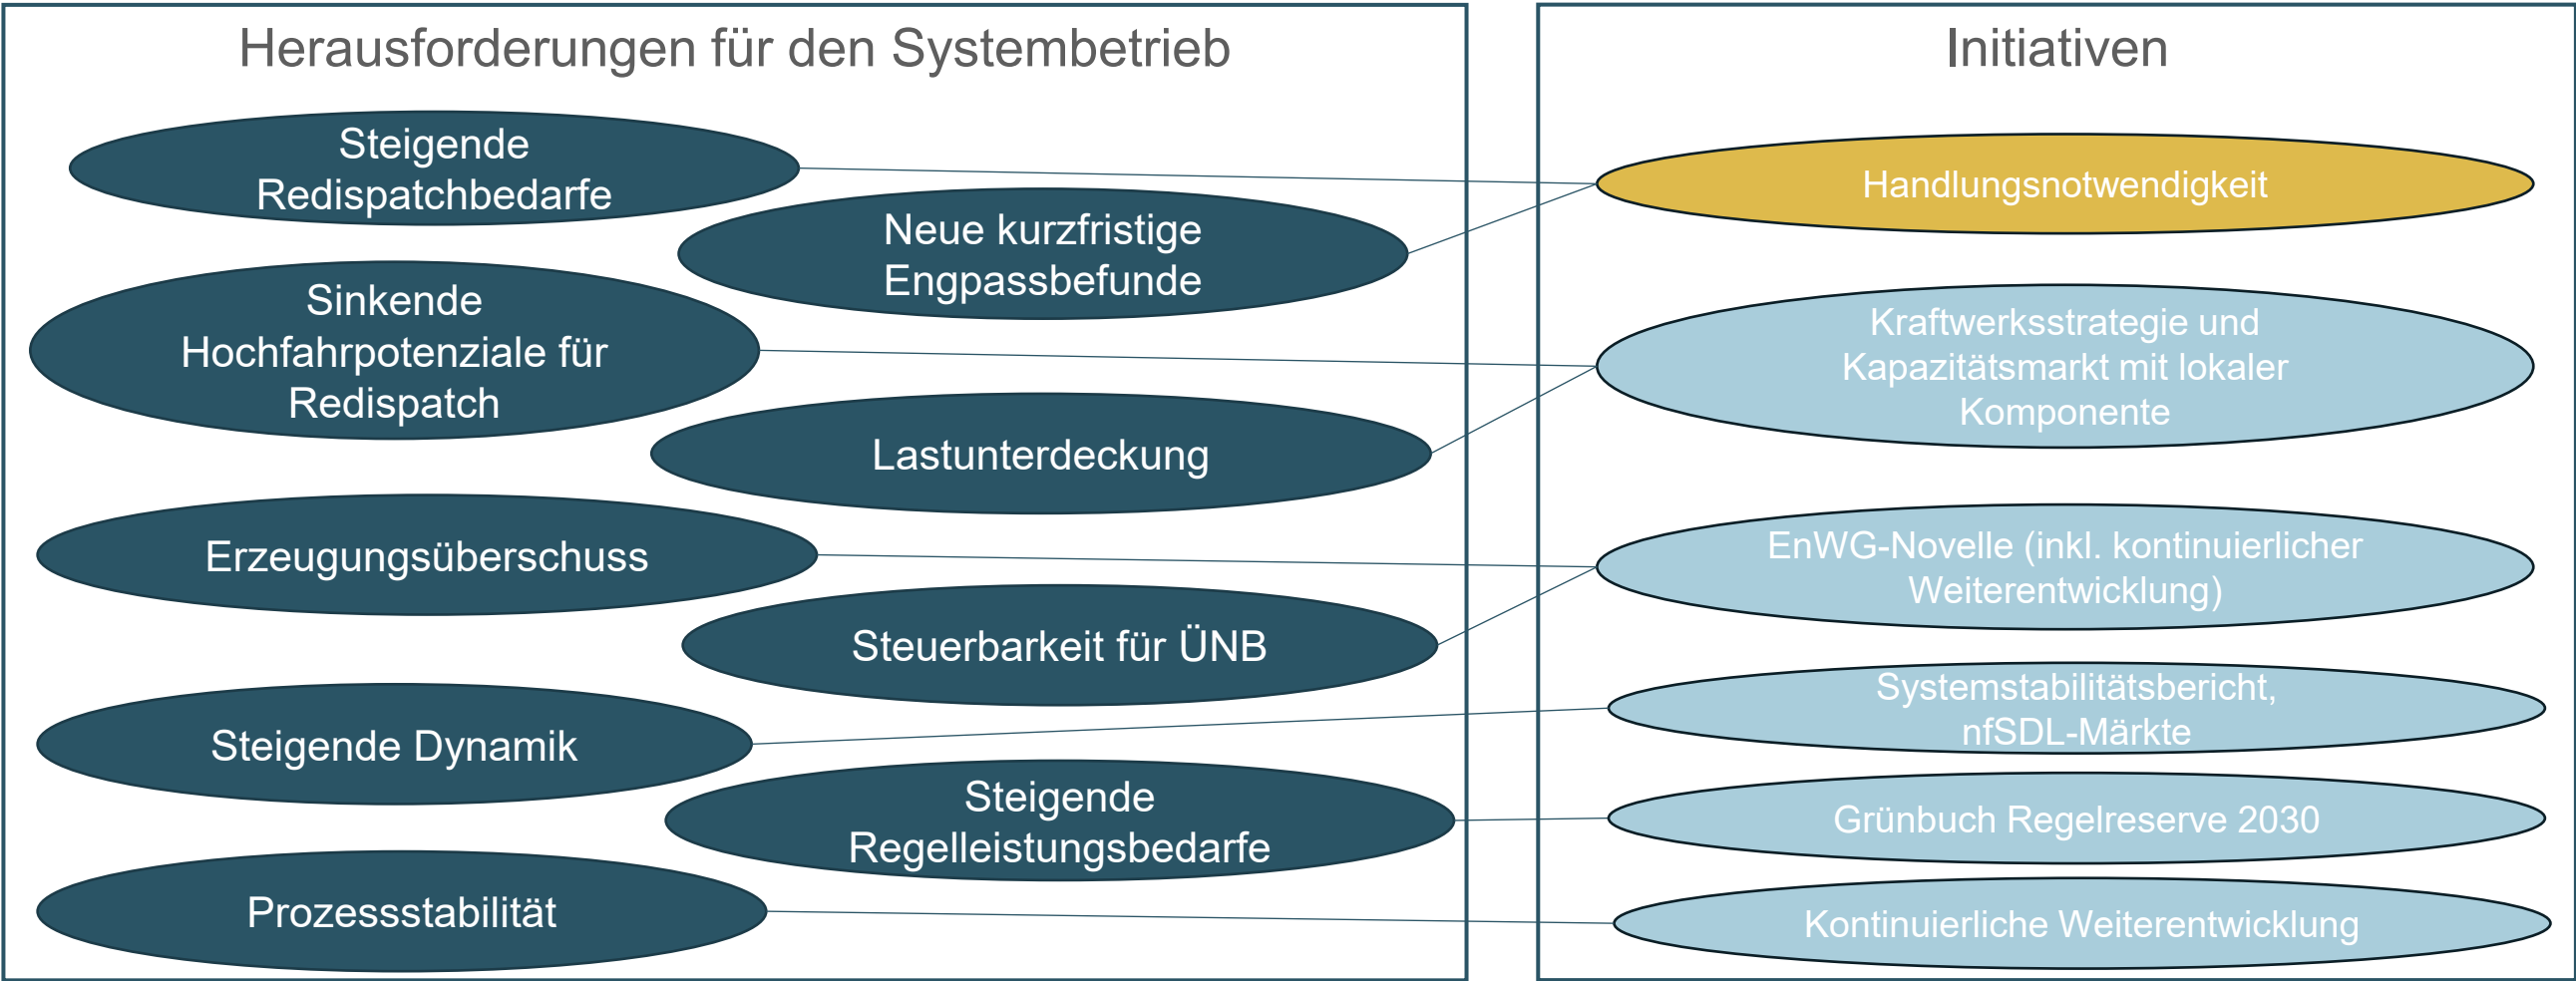 Herausforderungen für den Systembetrieb
Steigende
Redispatchbedarfe
Neue kurzfristige
Engpassbefunde
Sinkende
Hochfahrpotenziale für
Redispatch
Lastunterdeckung
Erzeugungsüberschuss
Steuerbarkeit für ÜNB
Steigende Dynamik
Steigende
Regelleistungsbedarfe
Prozessstabilität
Initiativen
Handlungsnotwendigkeit
Kraftwerksstrategie und
Kapazitätsmarkt mit lokaler
Komponente
EnWG-Novelle (inkl. kontinuierlicher
Weiterentwicklung)
Systemstabilitätsbericht,
nfSDL-Märkte
Grünbuch Regelreserve 2030
Kontinuierliche Weiterentwicklung